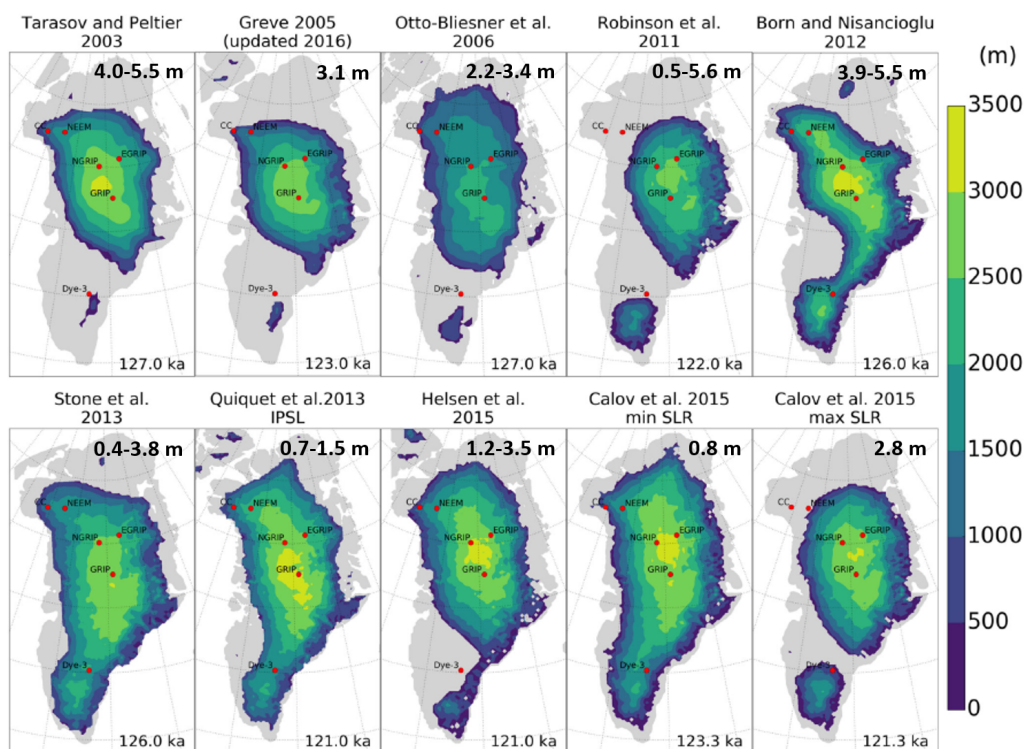 Tarasov and Peltier
2003
4.0-5.5 m
CC
NEEM
EGRIP
NGRIP
GRIP
Dye-3
127.0 ka
Greve 2005
(updated 2016)
3.1 m
CC
NEEM
EGRIP
NGRIP
GRIP
Dye-3
123.0 ka
Otto-Bliesner et al.
2006
2.2-3.4 m
CC
NEEM
EGRIP
NGRIP
GRIP
Dye-3
127.0 ka
Robinson et al.
2011
0.5-5.6 m
CC
NEEM
EGRIP
NGRIP
GRIP
Dye-3
122.0 ka
Born and Nisancioglu
2012
3.9-5.5 m
CC
NEEM
EGRIP
NGRIP
GRIP
Dye-3
126.0 ka
Stone et al.
2013
0.4-3.8 m
CC
NEEM
EGRIP
NGRIP
GRIP
Dye-3
126.0 ka
Quiquet et al.2013
IPSL
0.7-1.5 m
CC
NEEM
EGRIP
NGRIP
GRIP
Dye-3
121.0 ka
Helsen et al.
2015
1.2-3.5 m
CC
NEEM
EGRIP
NGRIP
GRIP
Dye-3
121.0 ka
Calov et al. 2015
min SLR
0.8 m
CC
NEEM
EGRIP
NGRIP
GRIP
Dye-3
123.3 ka
Calov et al. 2015
max SLR
2.8 m
CC
NEEM
EGRIP
NGRIP
GRIP
Dye-3
121.3 ka
(m)
3500
3000
2500
2000
1500
1000
500
0